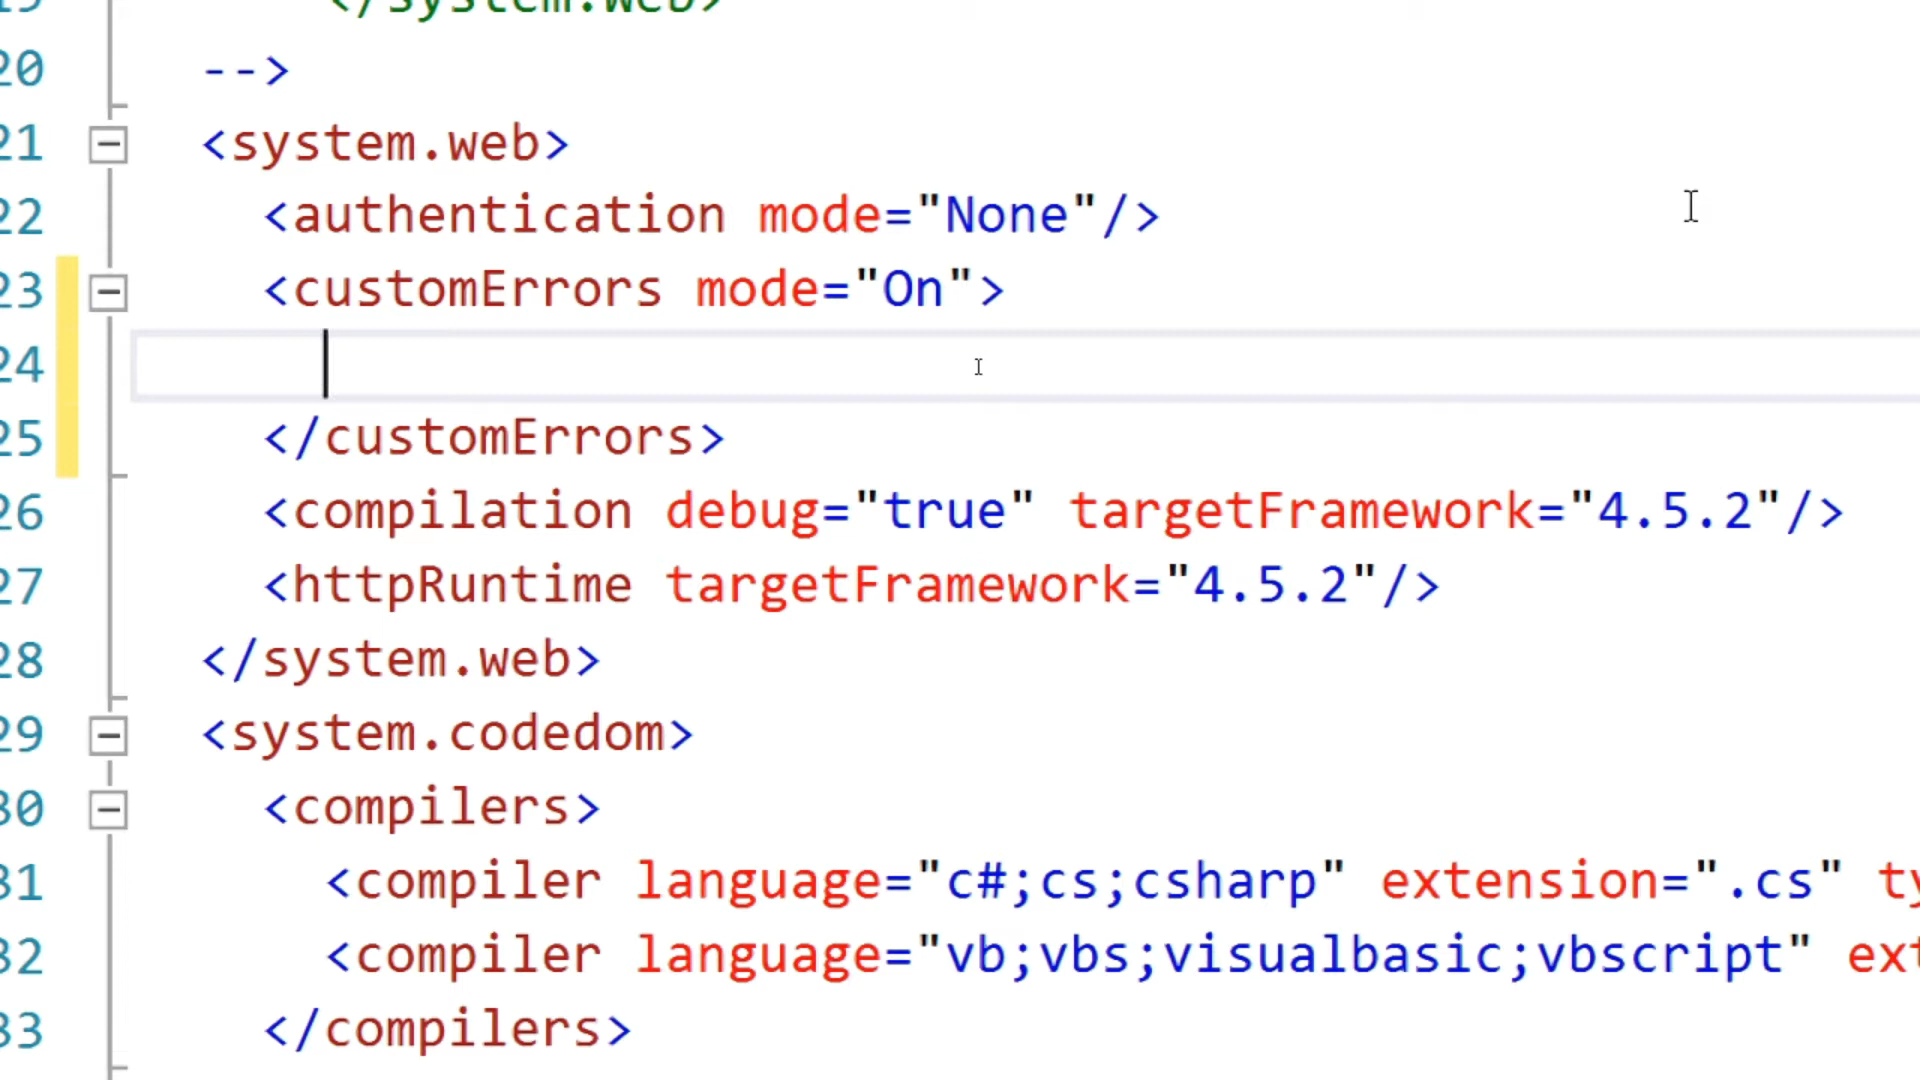 </system.web>
20 -->
21 <system.web>
22 <authentication mode="None"/>
23 <customErrors mode="On">
24
25 </customErrors>
26 <compilation debug="true" targetFramework="4.5.2"/>
27 <httpRuntime targetFramework="4.5.2"/>
28 </system.web>
29 <system.codedom>
30 <compilers>
31 <compiler language="c#;cs;csharp" extension=".cs"
32 <compiler language="vb;vbs;visualbasic;vbscript"
33 </compilers>